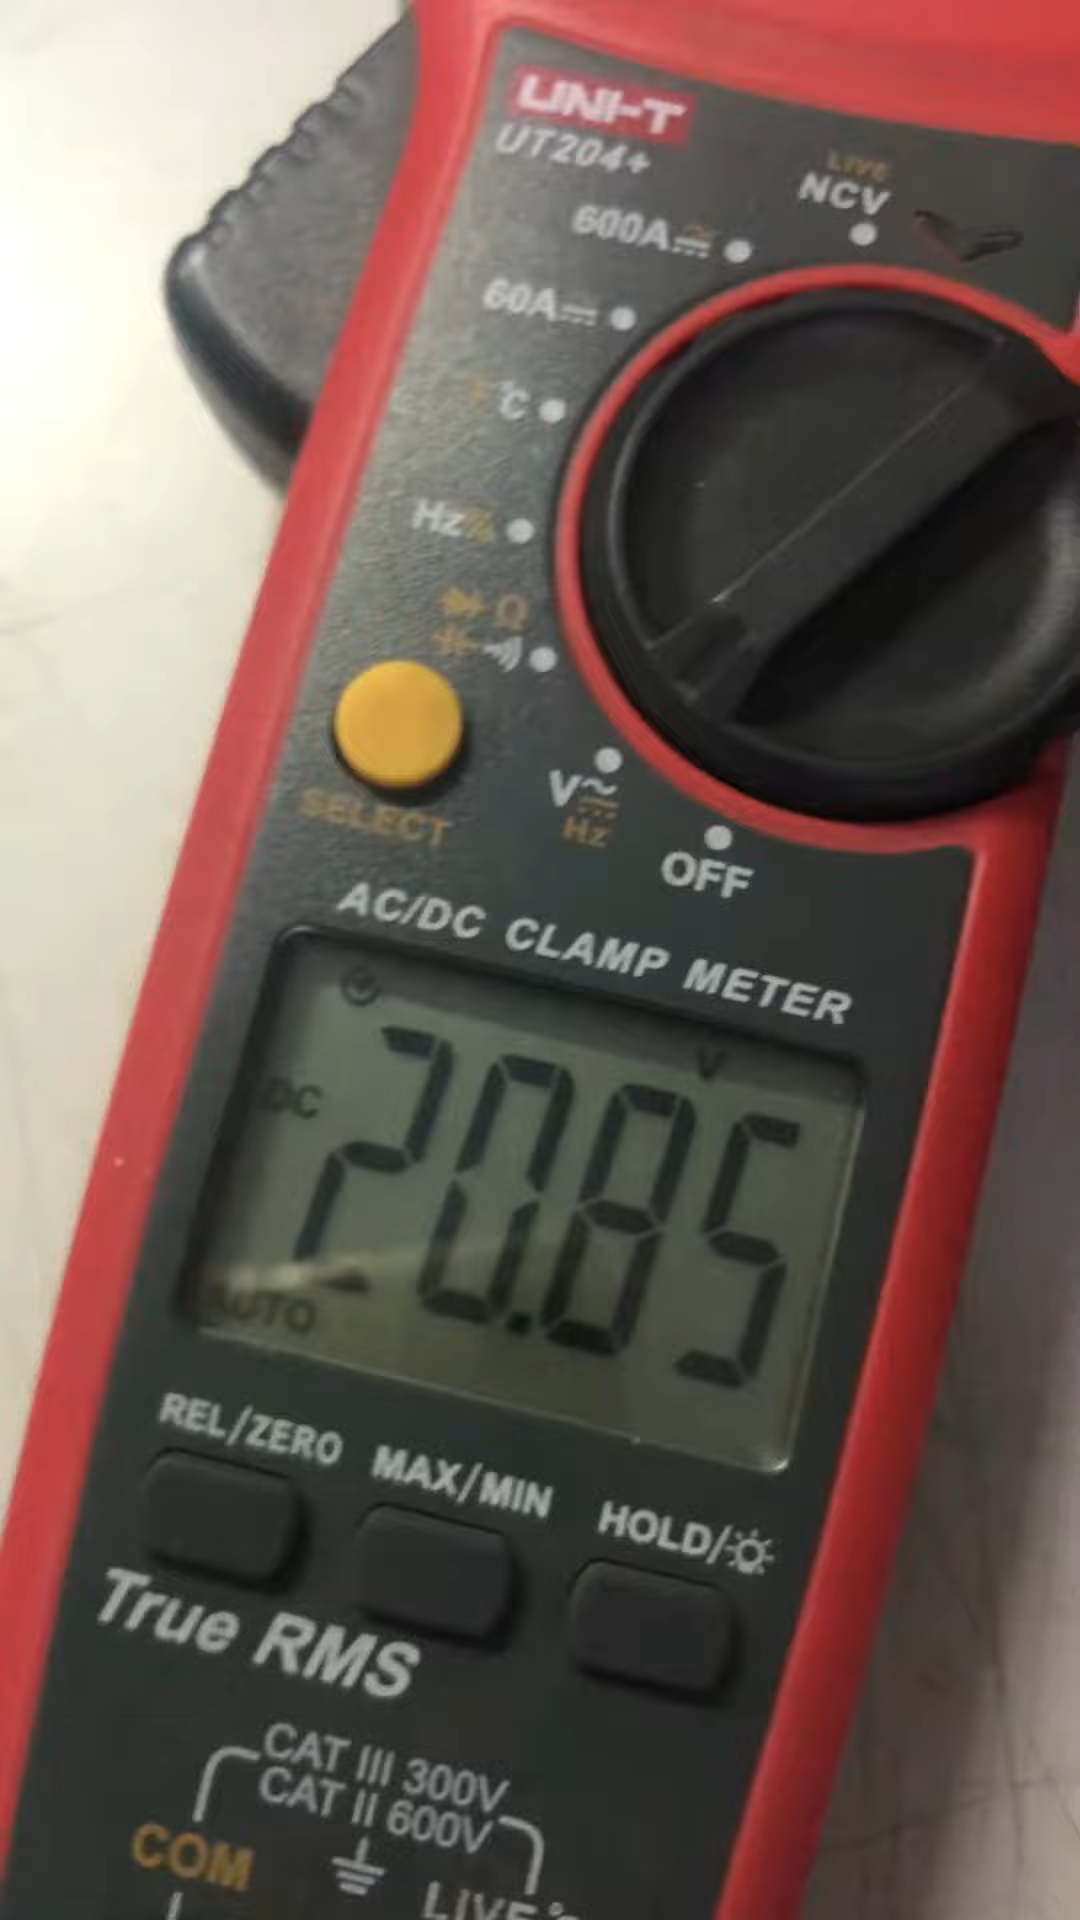 UNI-T
UT204+
LIVE
NCV
600A
60A
°C
Hz%
Ω
V~
Hz
OFF
SELECT
AC/DC CLAMP METER
V
DC
20.85
AUTO
REL/ZERO MAX/MIN HOLD/
True RMS
CAT III 300V
CAT II 600V
COM
LIVE °C